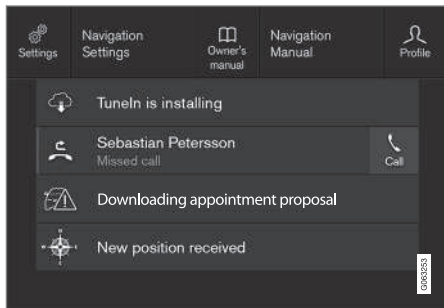 Settings
Navigation
Settings
Owner's
manual
Navigation
Manual
Profile
TuneIn is installing
Sebastian Petersson
Missed call
Call
Downloading appointment proposal
New position received
G063253